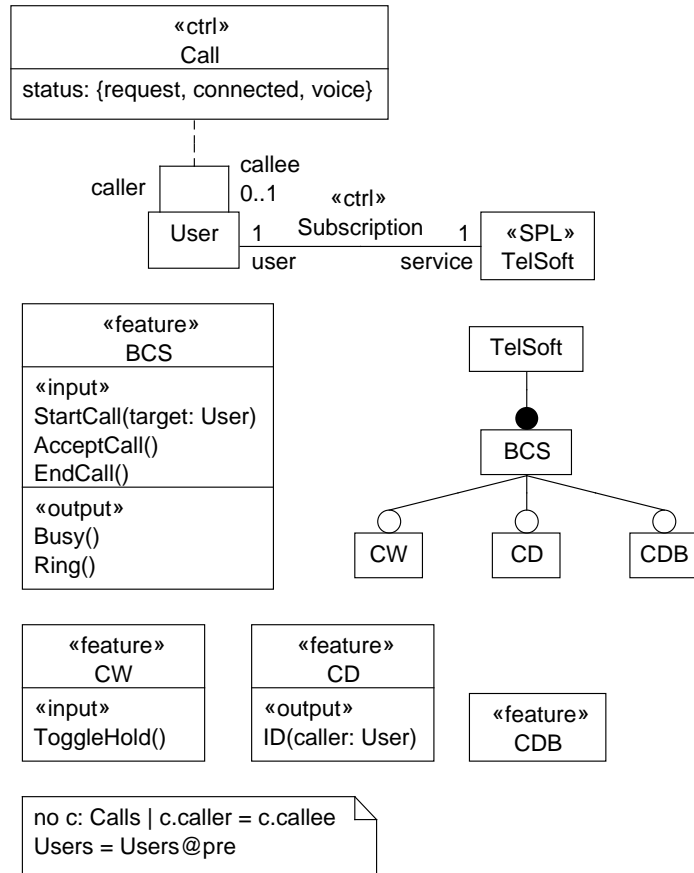 «ctrl»
Call
status: {request, connected, voice}
callee
caller
0..1
«ctrl»
User
1
Subscription
1
«SPL»
TelSoft
user
service
«feature»
BCS
«input»
StartCall(target: User)
AcceptCall()
EndCall()
«output»
Busy()
Ring()
TelSoft
BCS
CW
CD
CDB
«feature»
CW
«input»
ToggleHold()
«feature»
CD
«output»
ID(caller: User)
«feature»
CDB
no c: Calls | c.caller = c.callee
Users = Users@pre